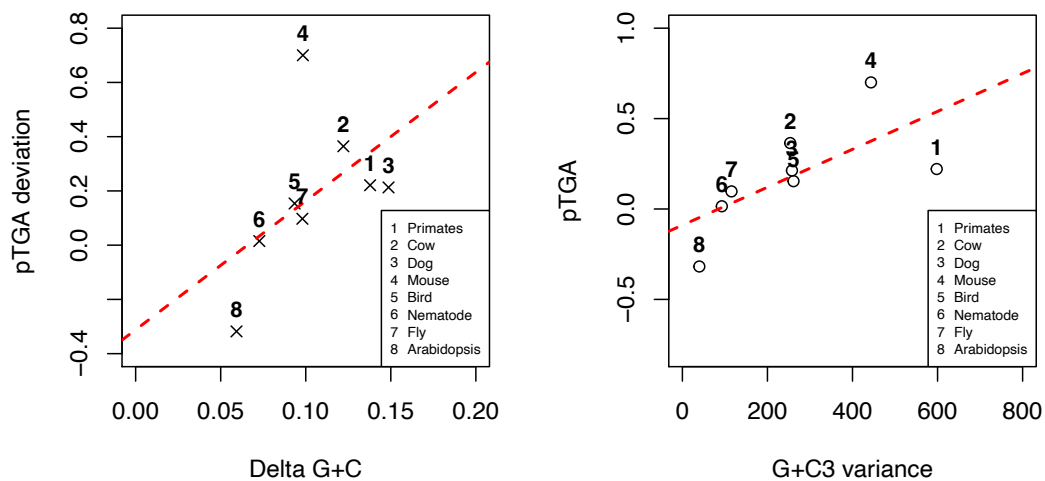 pTGA deviation
0.8
0.6
0.4
0.2
0.0
−0.4
4
2
1 3
5
7
6
8
1 Primates
2 Cow
3 Dog
4 Mouse
5 Bird
6 Nematode
7 Fly
8 Arabidopsis
0.00 0.05 0.10 0.15 0.20
Delta G+C
pTGA
1.0
0.5
0.0
−0.5
4
2
3
1
5
7
6
8
1 Primates
2 Cow
3 Dog
4 Mouse
5 Bird
6 Nematode
7 Fly
8 Arabidopsis
0 200 400 600 800
G+C3 variance